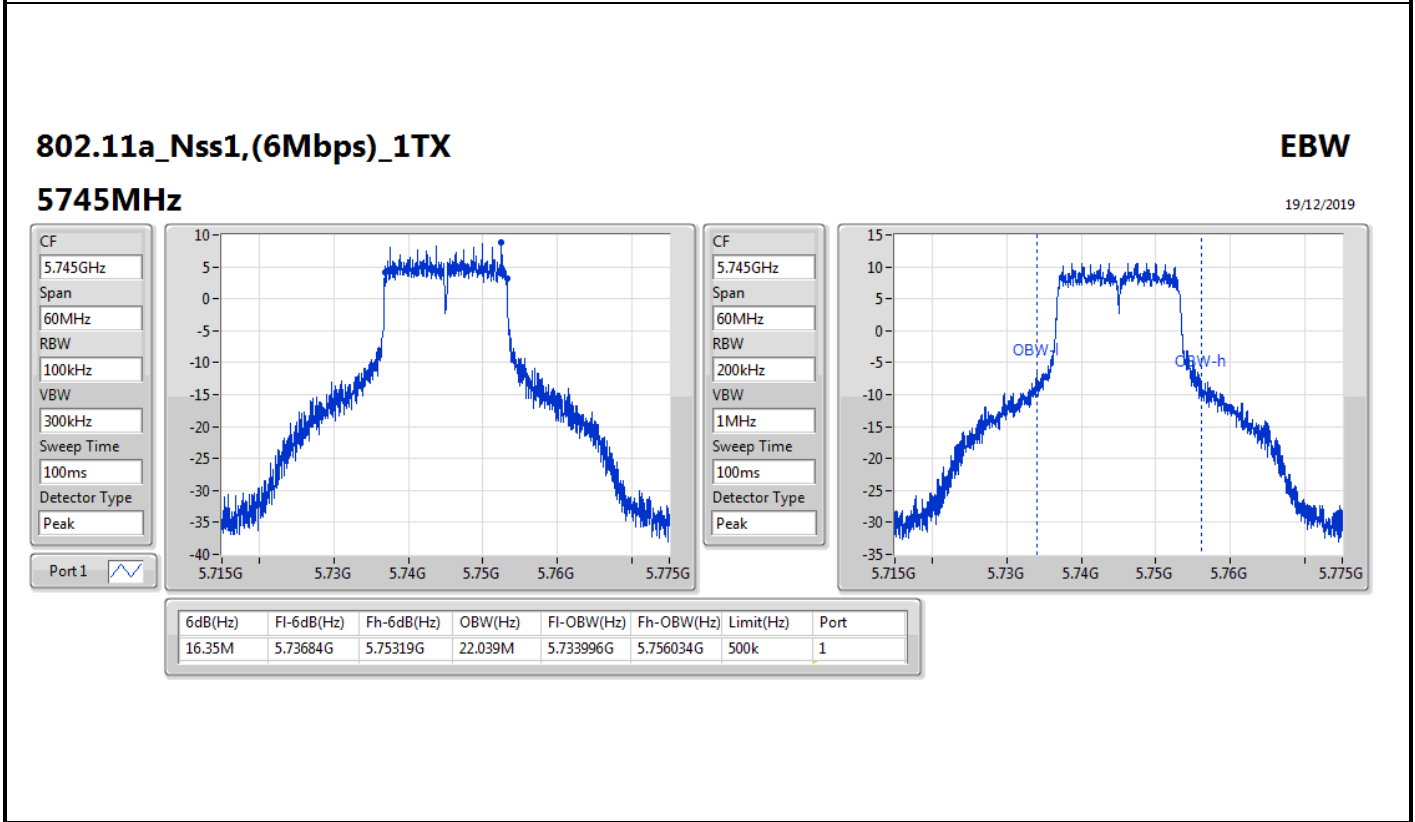 802.11a_Nss1,(6Mbps)_1TX
EBW
5745MHz
19/12/2019
CF
5.745GHz
Span
60MHz
RBW
100kHz
VBW
300kHz
Sweep Time
100ms
Detector Type
Peak
Port 1
10
5
0
-5
-10
-15
-20
-25
-30
-35
-40
5.715G 5.73G 5.74G 5.75G 5.76G 5.775G
CF
5.745GHz
Span
60MHz
RBW
200kHz
VBW
1MHz
Sweep Time
100ms
Detector Type
Peak
15
10
5
0
-5
-10
-15
-20
-25
-30
-35
OBW-l
OBW-h
5.715G 5.73G 5.74G 5.75G 5.76G 5.775G
6dB(Hz) Fl-6dB(Hz) Fh-6dB(Hz) OBW(Hz) Fl-OBW(Hz) Fh-OBW(Hz) Limit(Hz) Port
16.35M 5.73684G 5.75319G 22.039M 5.733996G 5.756034G 500k 1